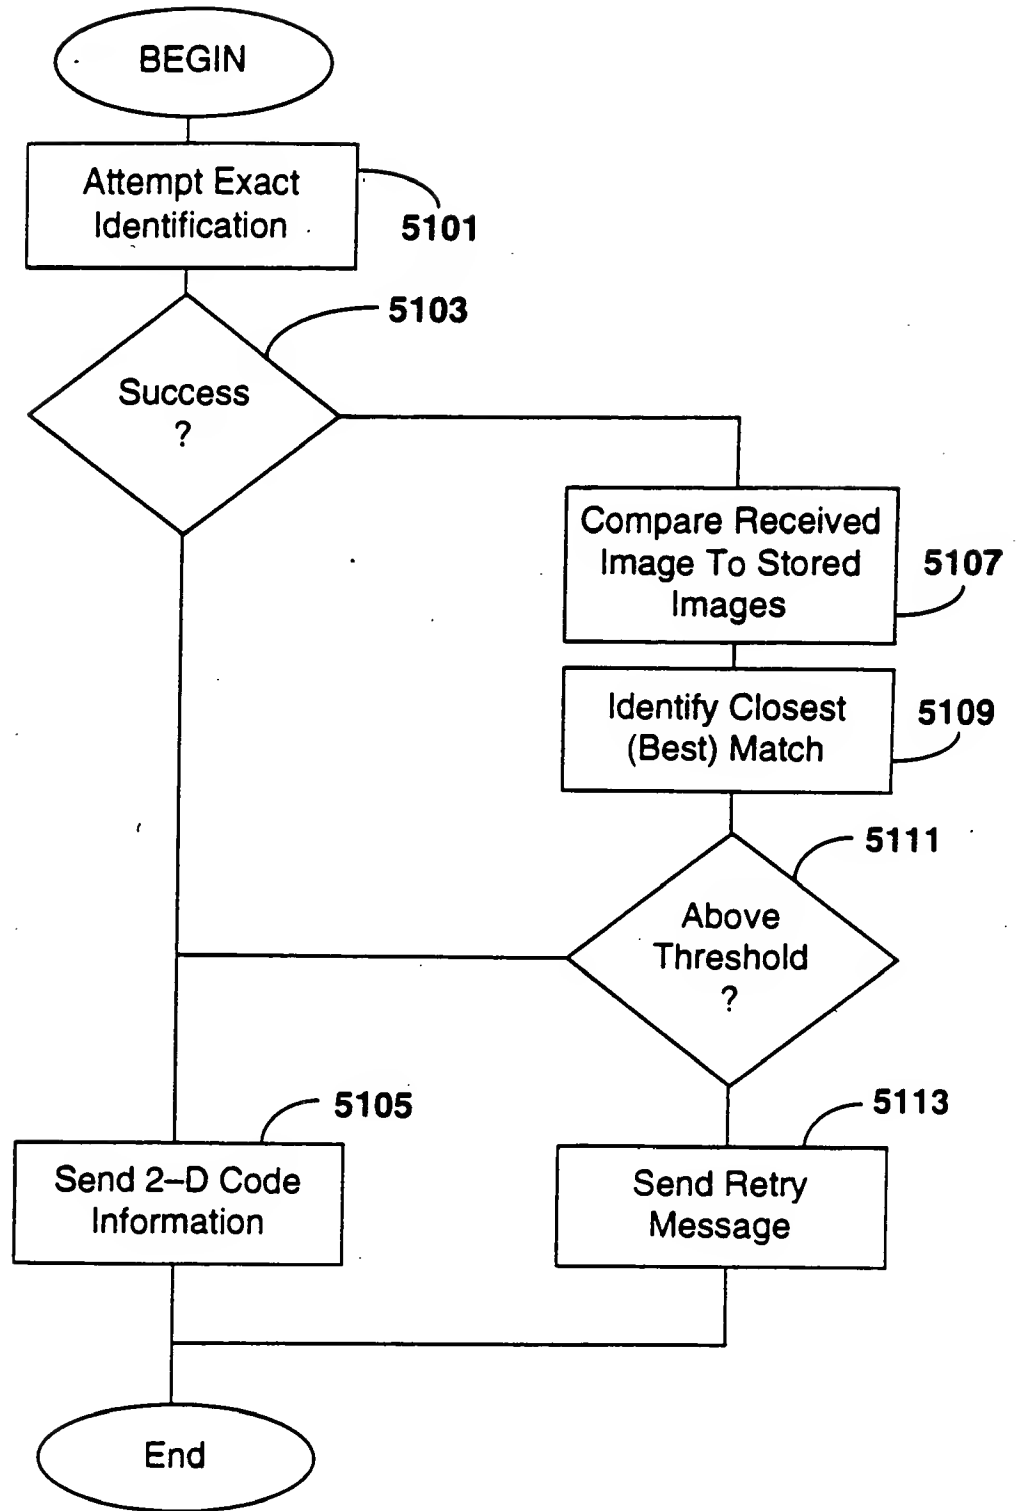 BEGIN
Attempt Exact
Identification
5101
5103
Success
?
Compare Received
Image To Stored
Images
5107
Identify Closest
(Best) Match
5109
5111
Above
Threshold
?
5105
Send 2–D Code
Information
5113
Send Retry
Message
End